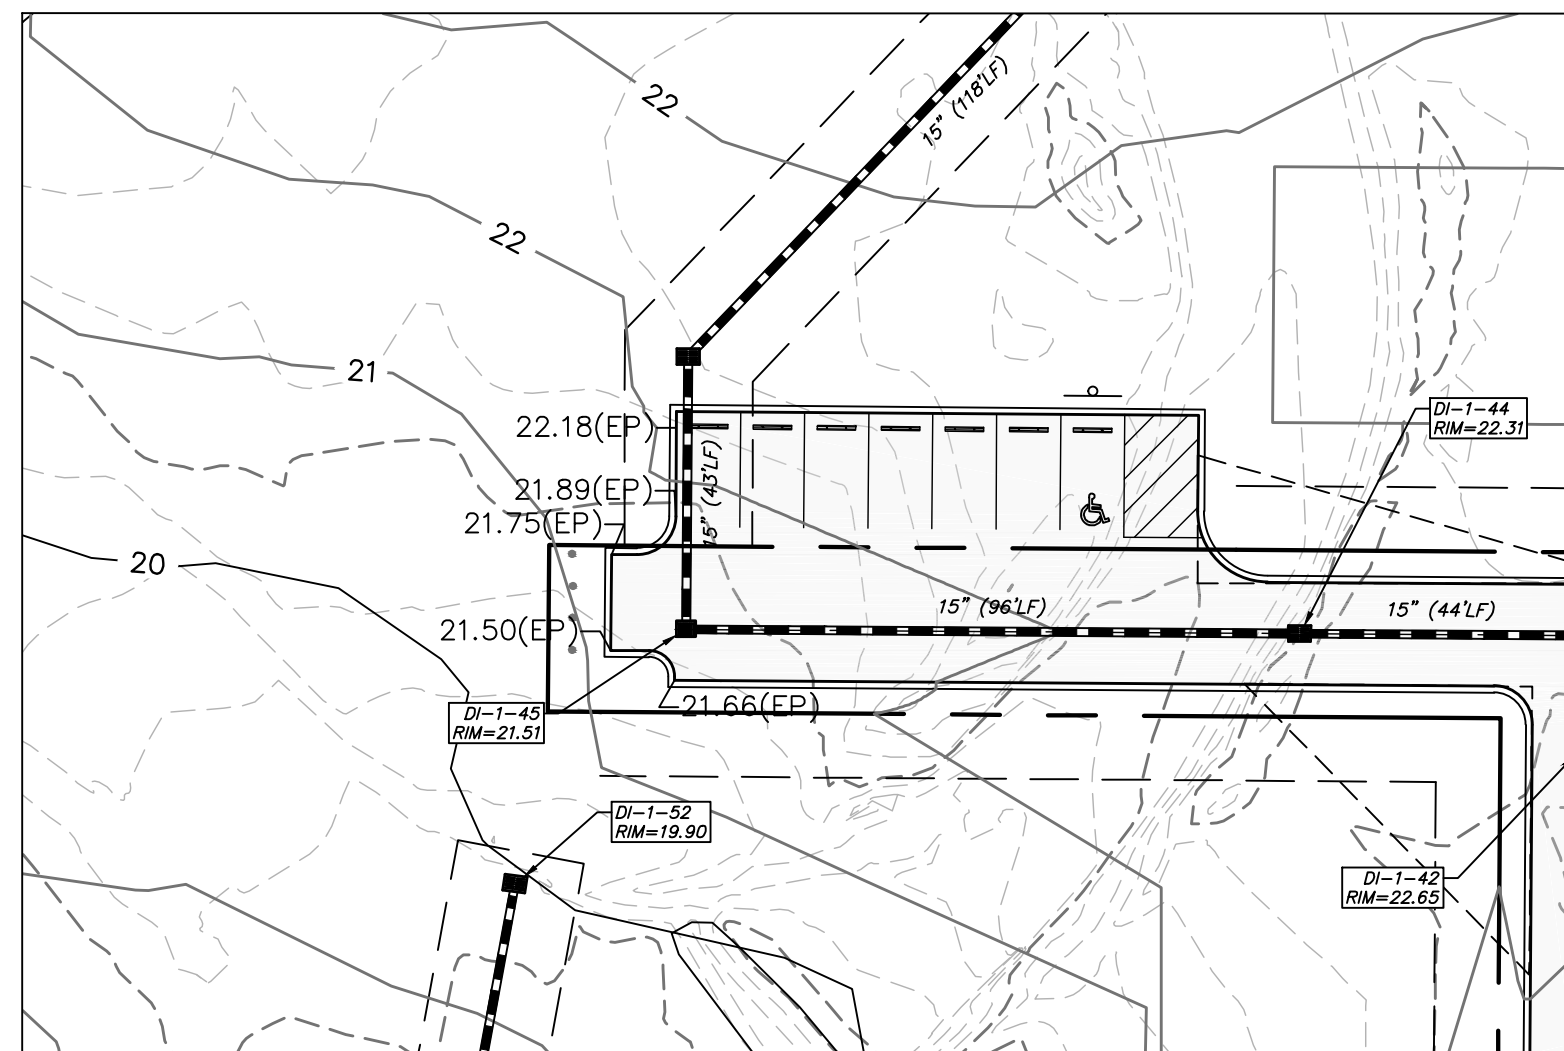 22
15" (118'LF)
22
21
22.18(EP)
DI-1-44
RIM=22.31
15" (43'LF)
21.89(EP)
21.75(EP)
20
15" (96'LF)
15" (44'LF)
21.50(EP)
21.66(EP)
DI-1-45
RIM=21.51
DI-1-52
RIM=19.90
DI-1-42
RIM=22.65